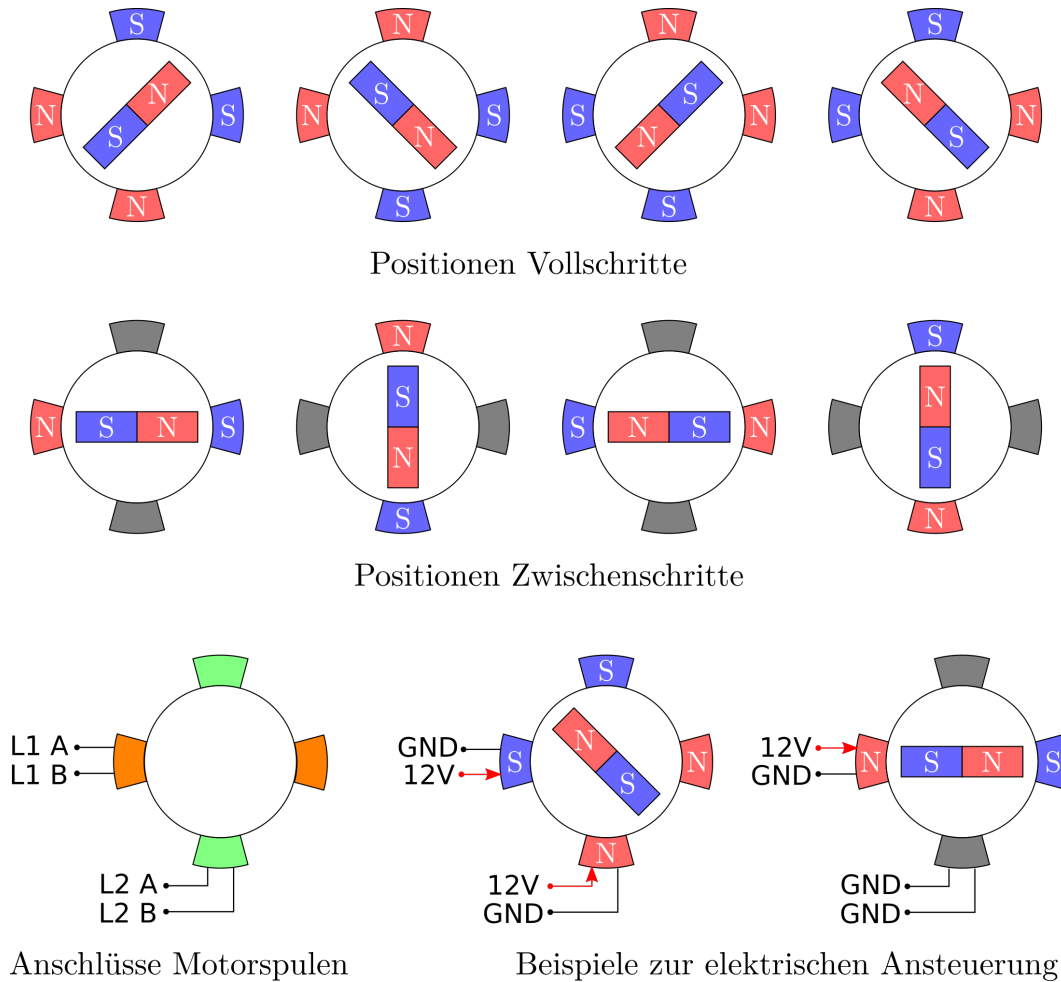 S S N N S
N N S S N S S N N S
S N S N
N S S N
Positionen Vollschritte
N S
N S N S S N S N S N N S
S N
Positionen Zwischenschritte
S
L1 A
L1 B
GND
12V
S N S N
12V
GND
N S N S
L2 A
L2 B
N
12V
GND
GND
GND
Anschlüsse Motorspulen
Beispiele zur elektrischen Ansteuerung